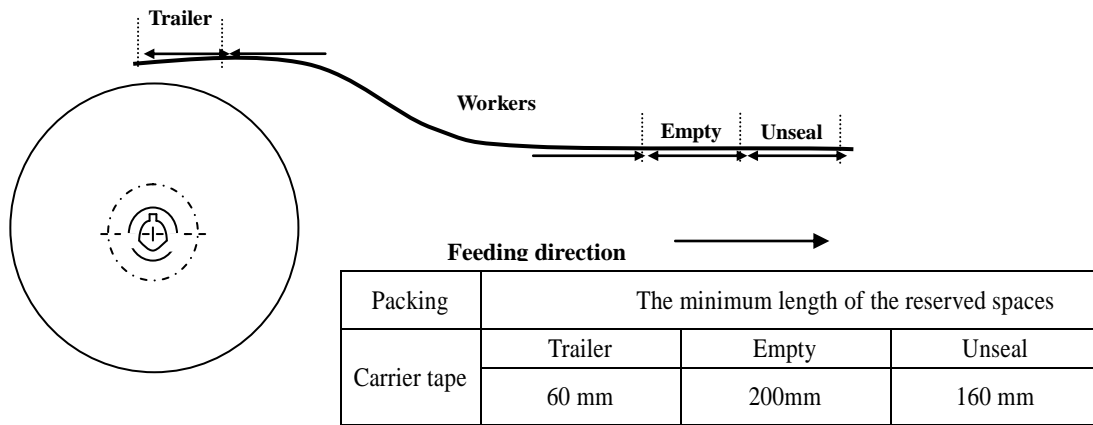 Trailer
Workers
Empty Unseal
Feeding direction
Packing The minimum length of the reserved spaces
Carrier tape Trailer Empty Unseal
60 mm 200mm 160 mm